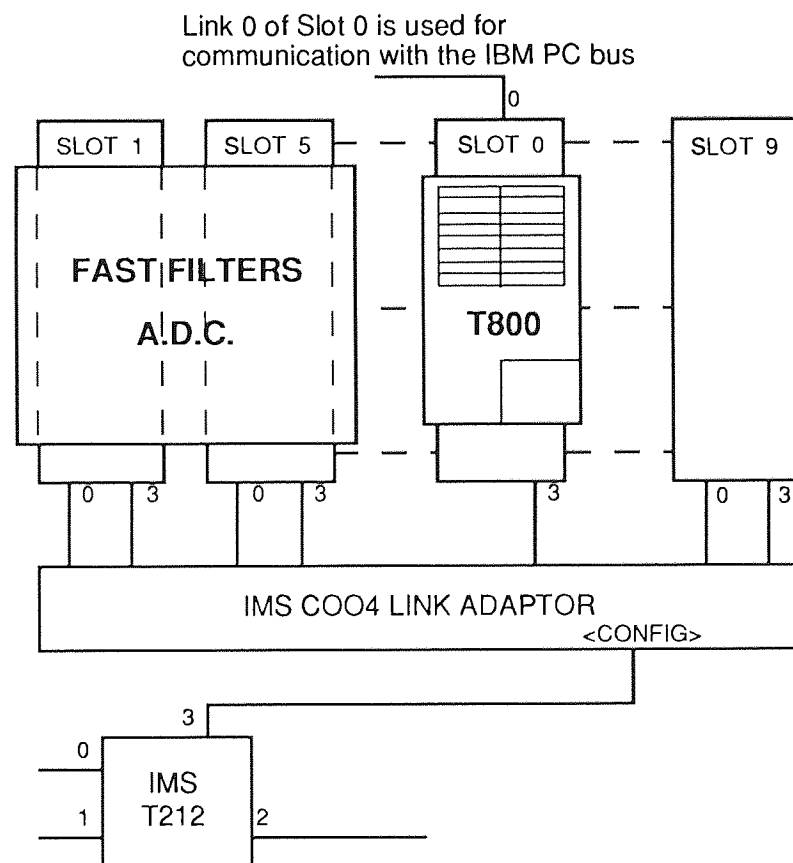 Link 0 of Slot 0 is used for
communication with the IBM PC bus
0
SLOT 1
SLOT 5
SLOT 0
SLOT 9
FAST FILTERS
A.D.C.
T800
0
3
0
3
3
0
3
IMS COO4 LINK ADAPTOR
<CONFIG>
3
0
IMS
T212
1
2